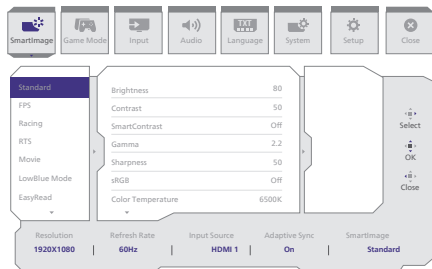 SmartImage
Game Mode
Input
Audio
TXT
Language
System
Setup
Close
Standard
FPS
Racing
RTS
Movie
LowBlue Mode
EasyRead
Brightness 80
Contrast 50
SmartContrast Off
Gamma 2.2
Sharpness 50
sRGB Off
Color Temperature 6500K
Select
OK
Close
Resolution Refresh Rate Input Source Adaptive Sync SmartImage
1920X1080 | 60Hz | HDMI 1 | On | Standard